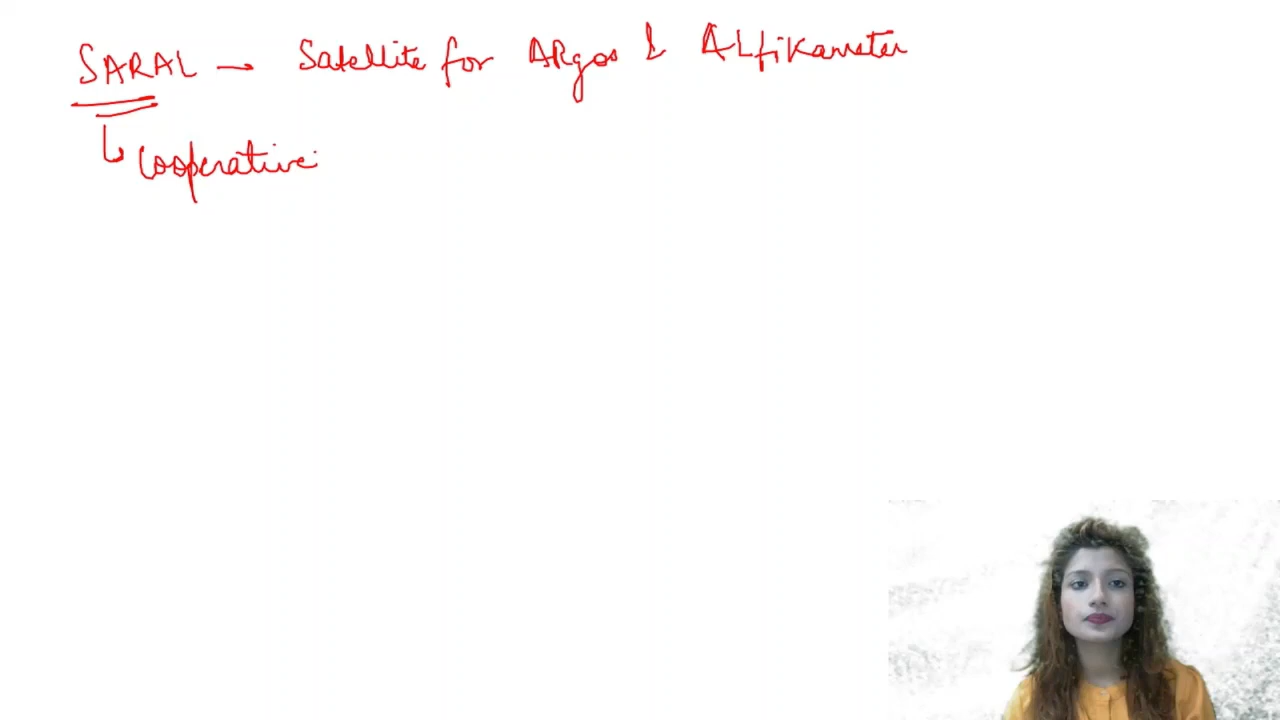 SARAL → Satellite for ARgos & ALtikameter
↳ Cooperative